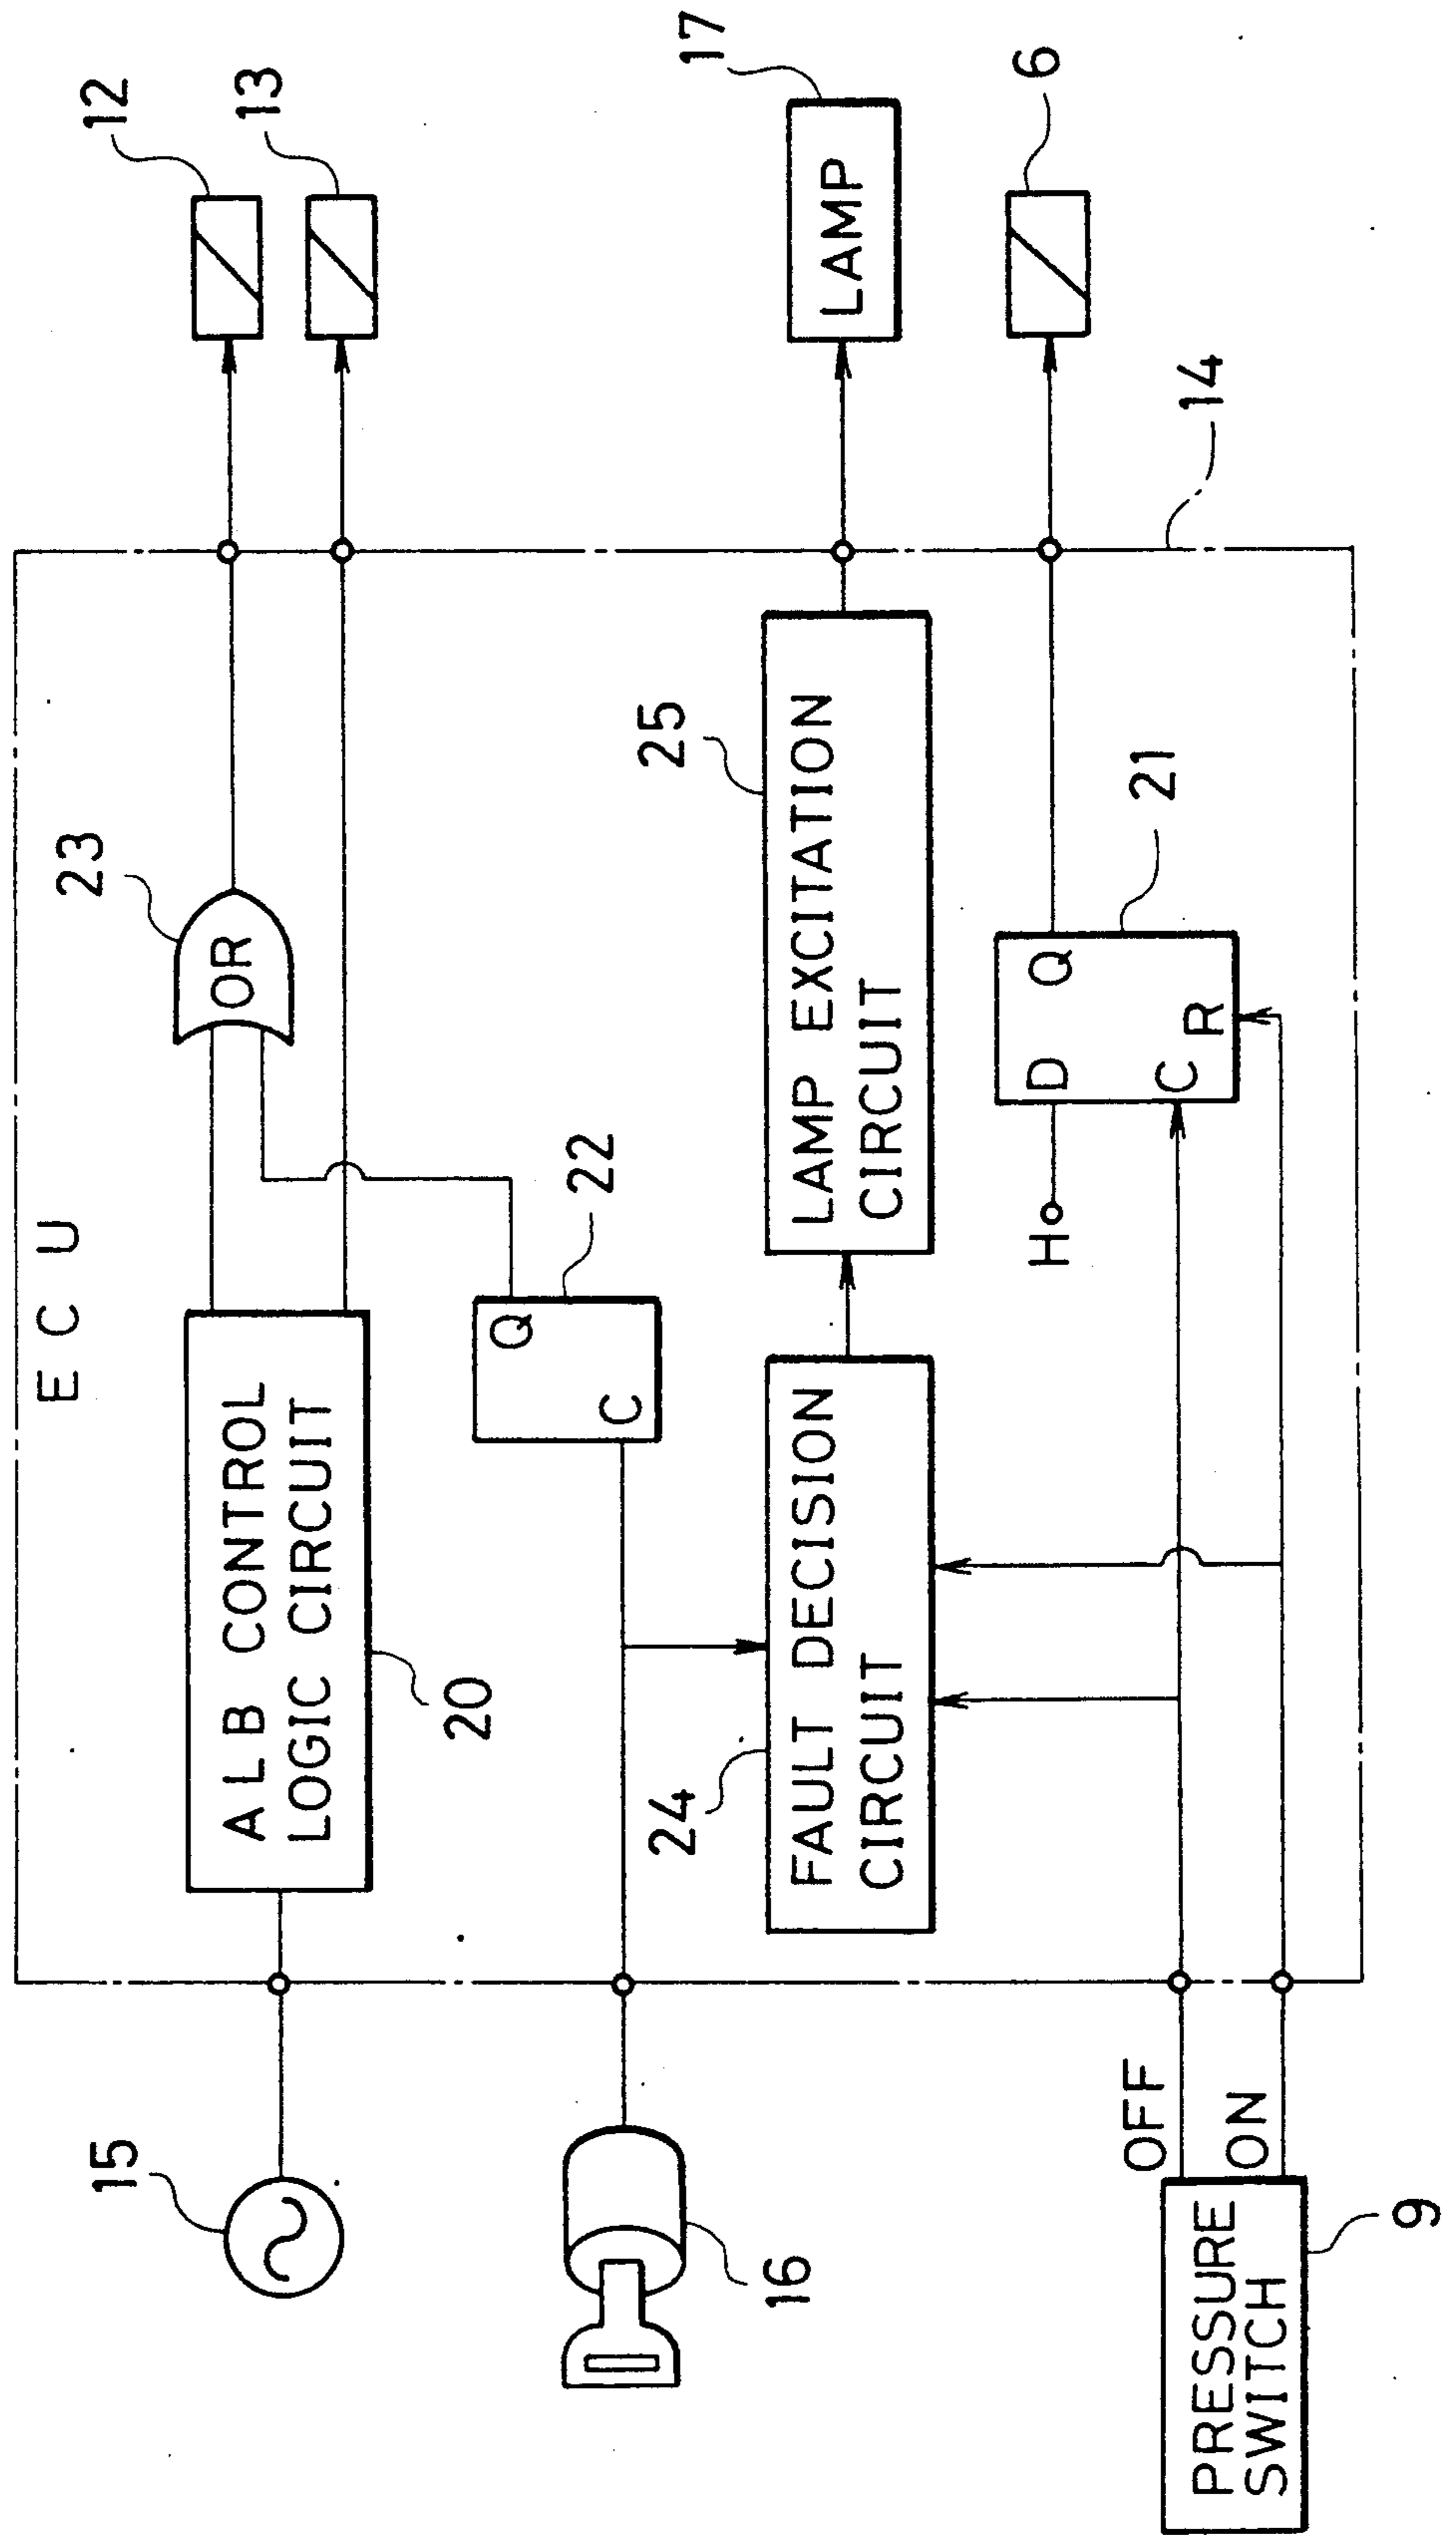 E C U
12
13
23
OR
A L B CONTROL
LOGIC CIRCUIT
20
15
Q
C
22
16
17
LAMP
25
LAMP EXCITATION
CIRCUIT
24
FAULT DECISION
CIRCUIT
6
D Q
C R
H
21
14
OFF
ON
PRESSURE
SWITCH
9